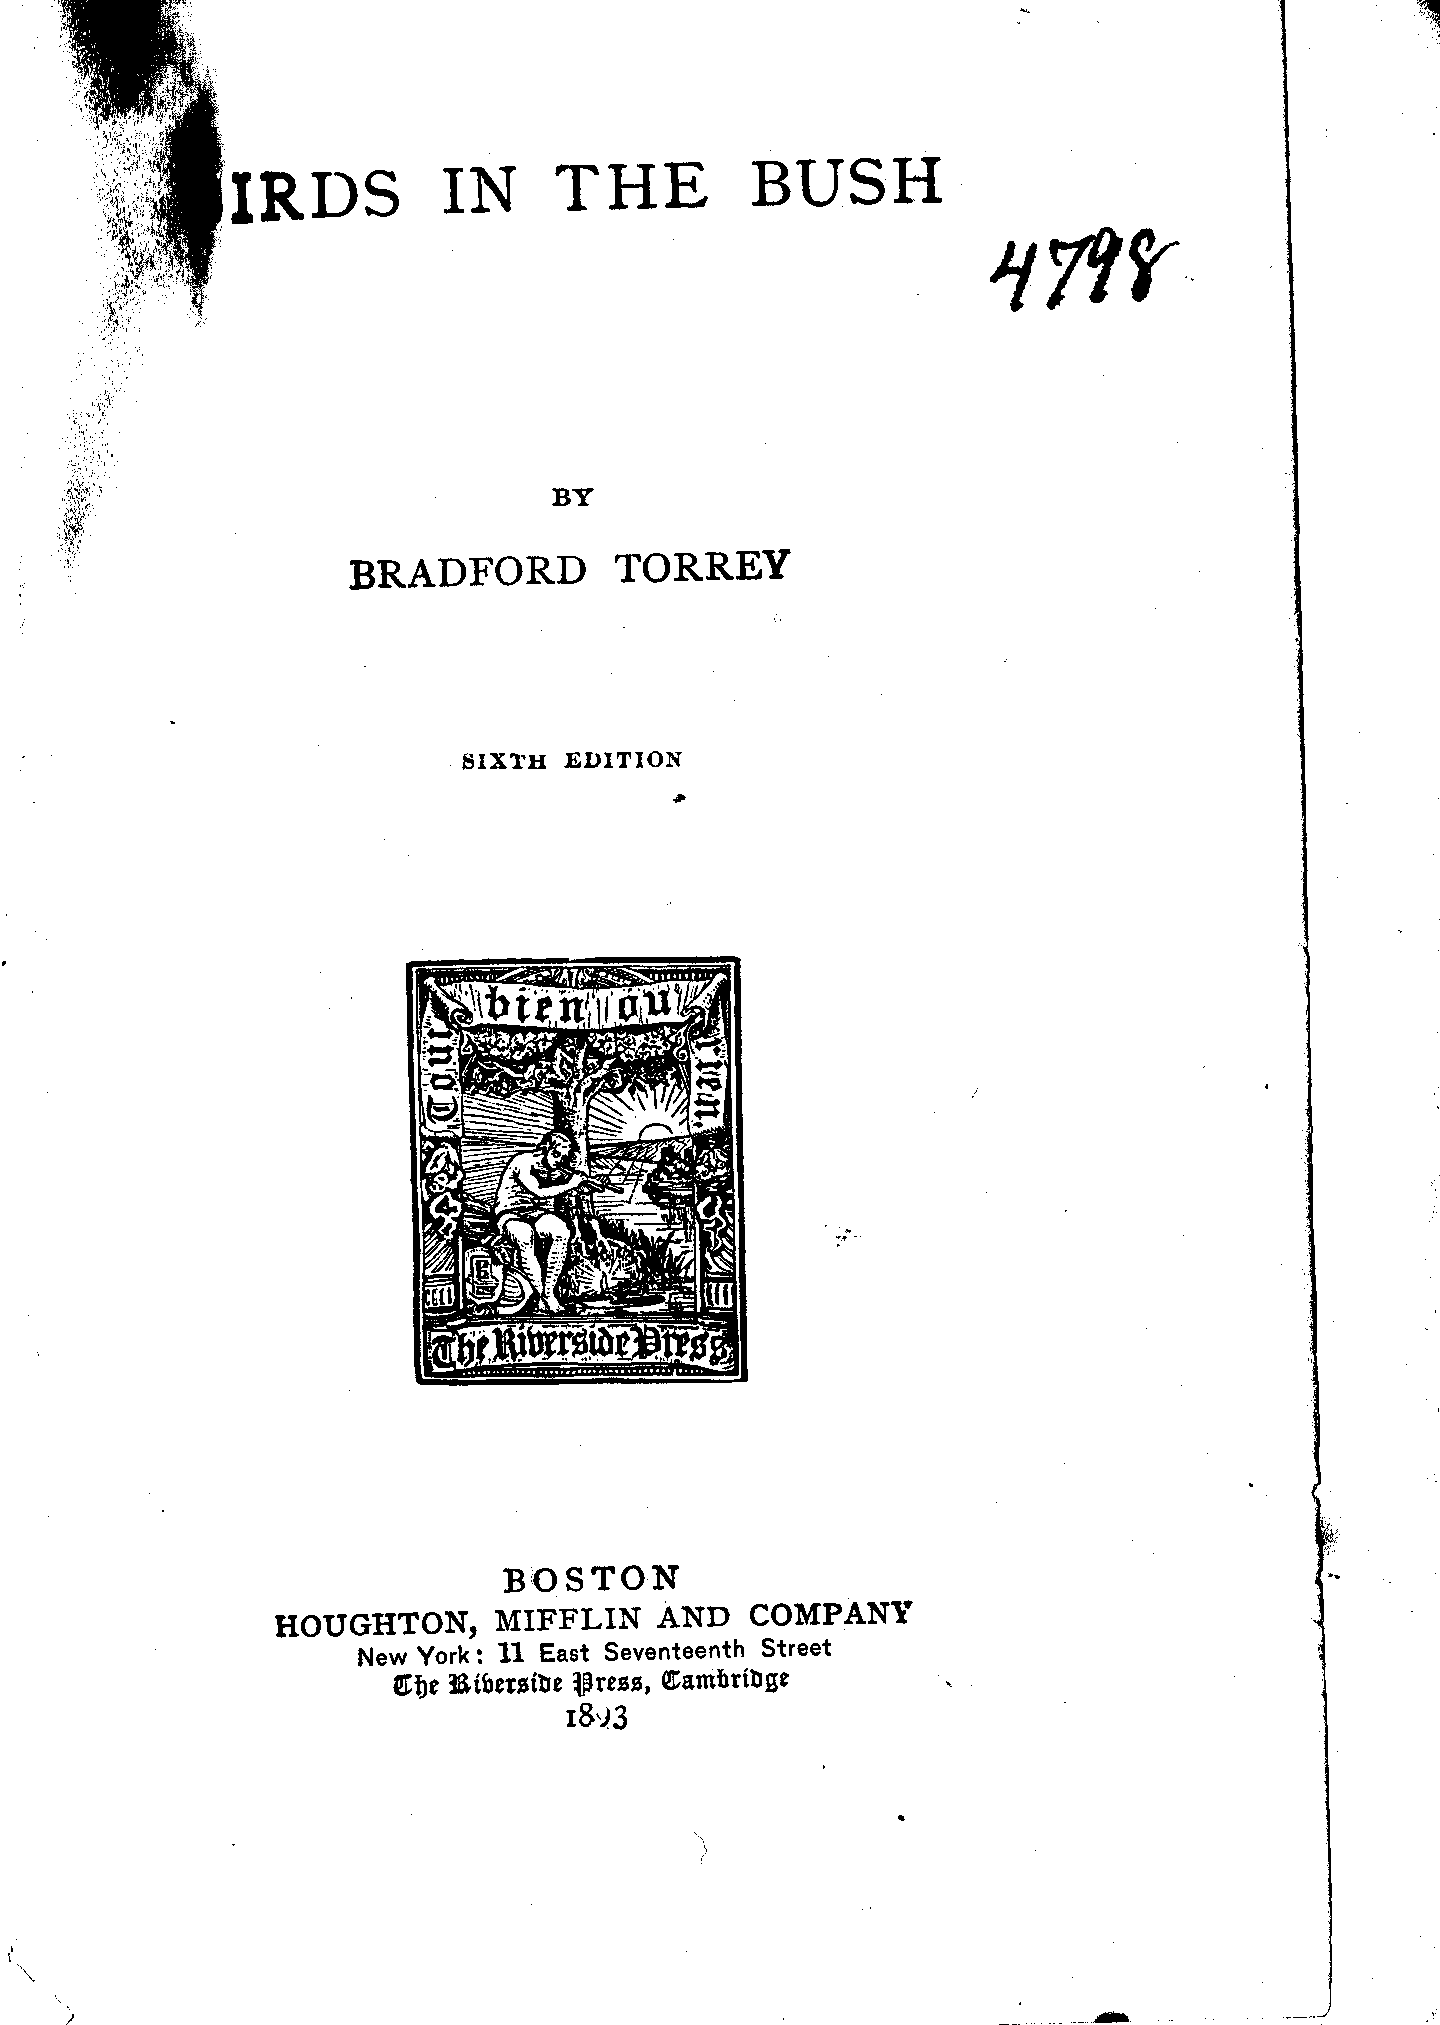 IRDS IN THE BUSH
4798
BY
BRADFORD TORREY
SIXTH EDITION
Tout bien ou rien.
The Riverside Press
BOSTON
HOUGHTON, MIFFLIN AND COMPANY
New York: 11 East Seventeenth Street
The Riverside Press, Cambridge
1893